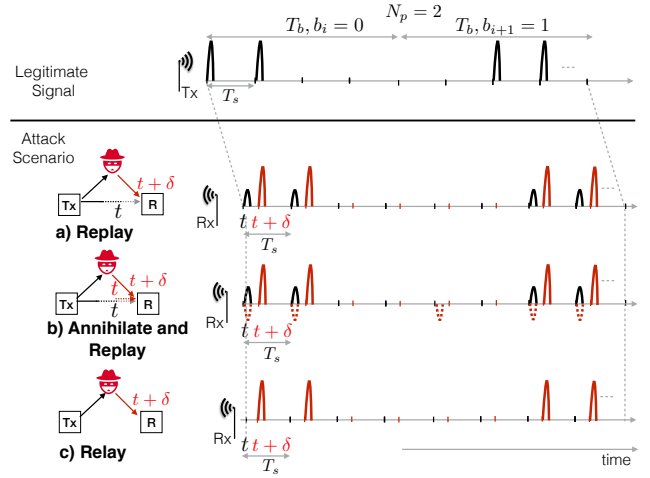 N_p = 2
T_b, b_i = 0
T_b, b_{i+1} = 1
Legitimate
Signal
Tx
T_s
Attack
Scenario
t + δ
Tx
t
R
a) Replay
Rx
t t + δ
T_s
t + δ
t
Tx
t
R
b) Annihilate and
Replay
Rx
t t + δ
T_s
t + δ
Tx
R
c) Relay
Rx
t t + δ
T_s
time